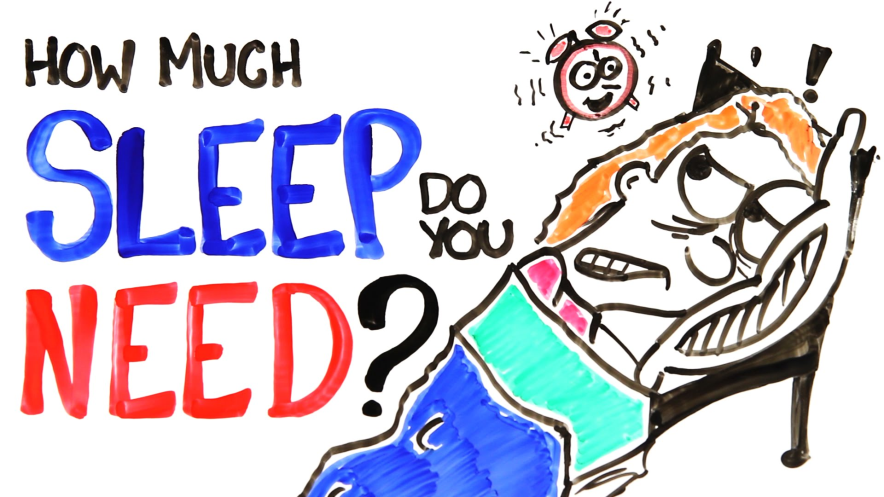 HOW MUCH
SLEEP
DO
YOU
NEED?
!